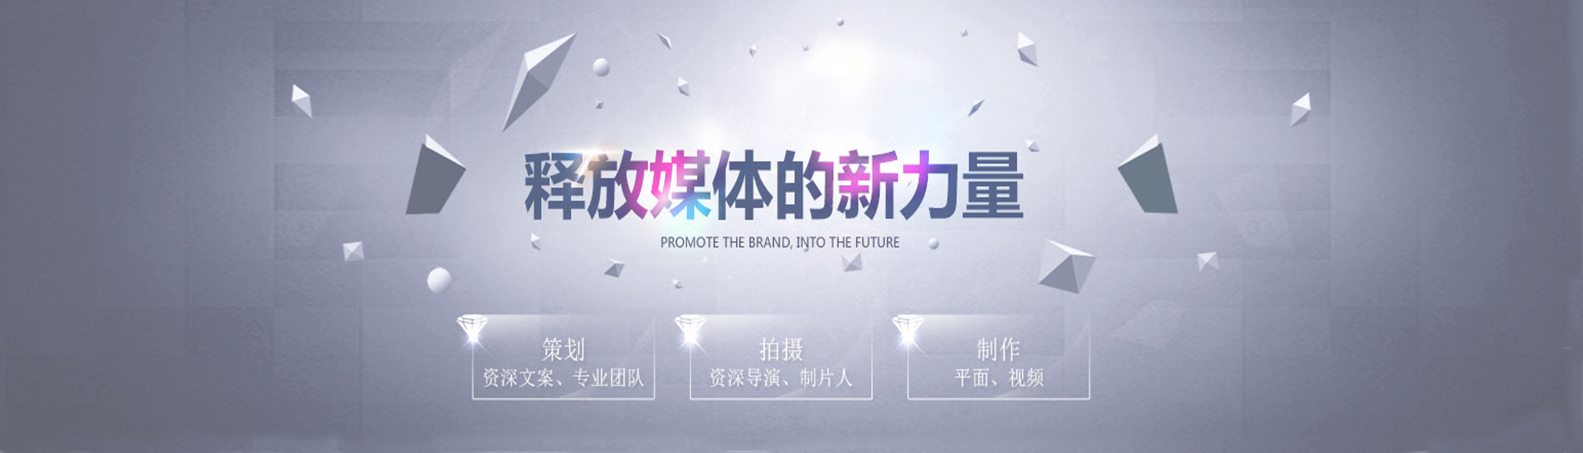 释放媒体的新力量
PROMOTE THE BRAND, INTO THE FUTURE
策划
资深文案、专业团队
拍摄
资深导演、制片人
制作
平面、视频